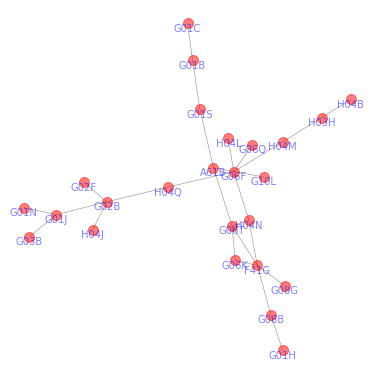 G01C
G01B
H04B
G01S
H03H
H04L
G06Q
H04M
A61B
G06F
G10L
G02F
H04Q
G02B
G01N
G01J
H04N
G03B
H04J
G06T
G06K
F41G
G08G
G08B
G01H